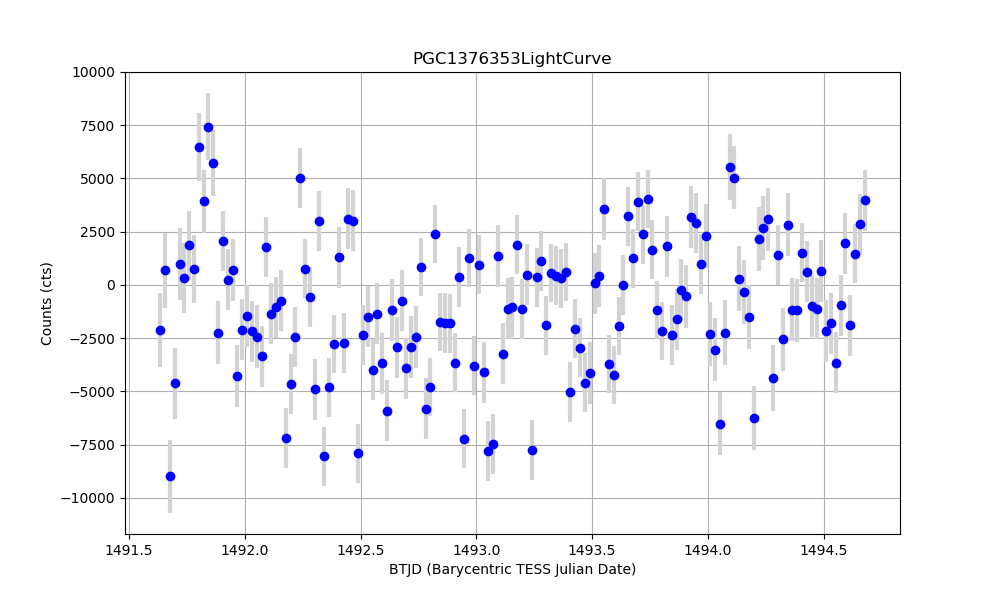 PGC1376353LightCurve
10000
7500
5000
2500
0
−2500
−5000
−7500
−10000
Counts (cts)
1491.5 1492.0 1492.5 1493.0 1493.5 1494.0 1494.5
BTJD (Barycentric TESS Julian Date)